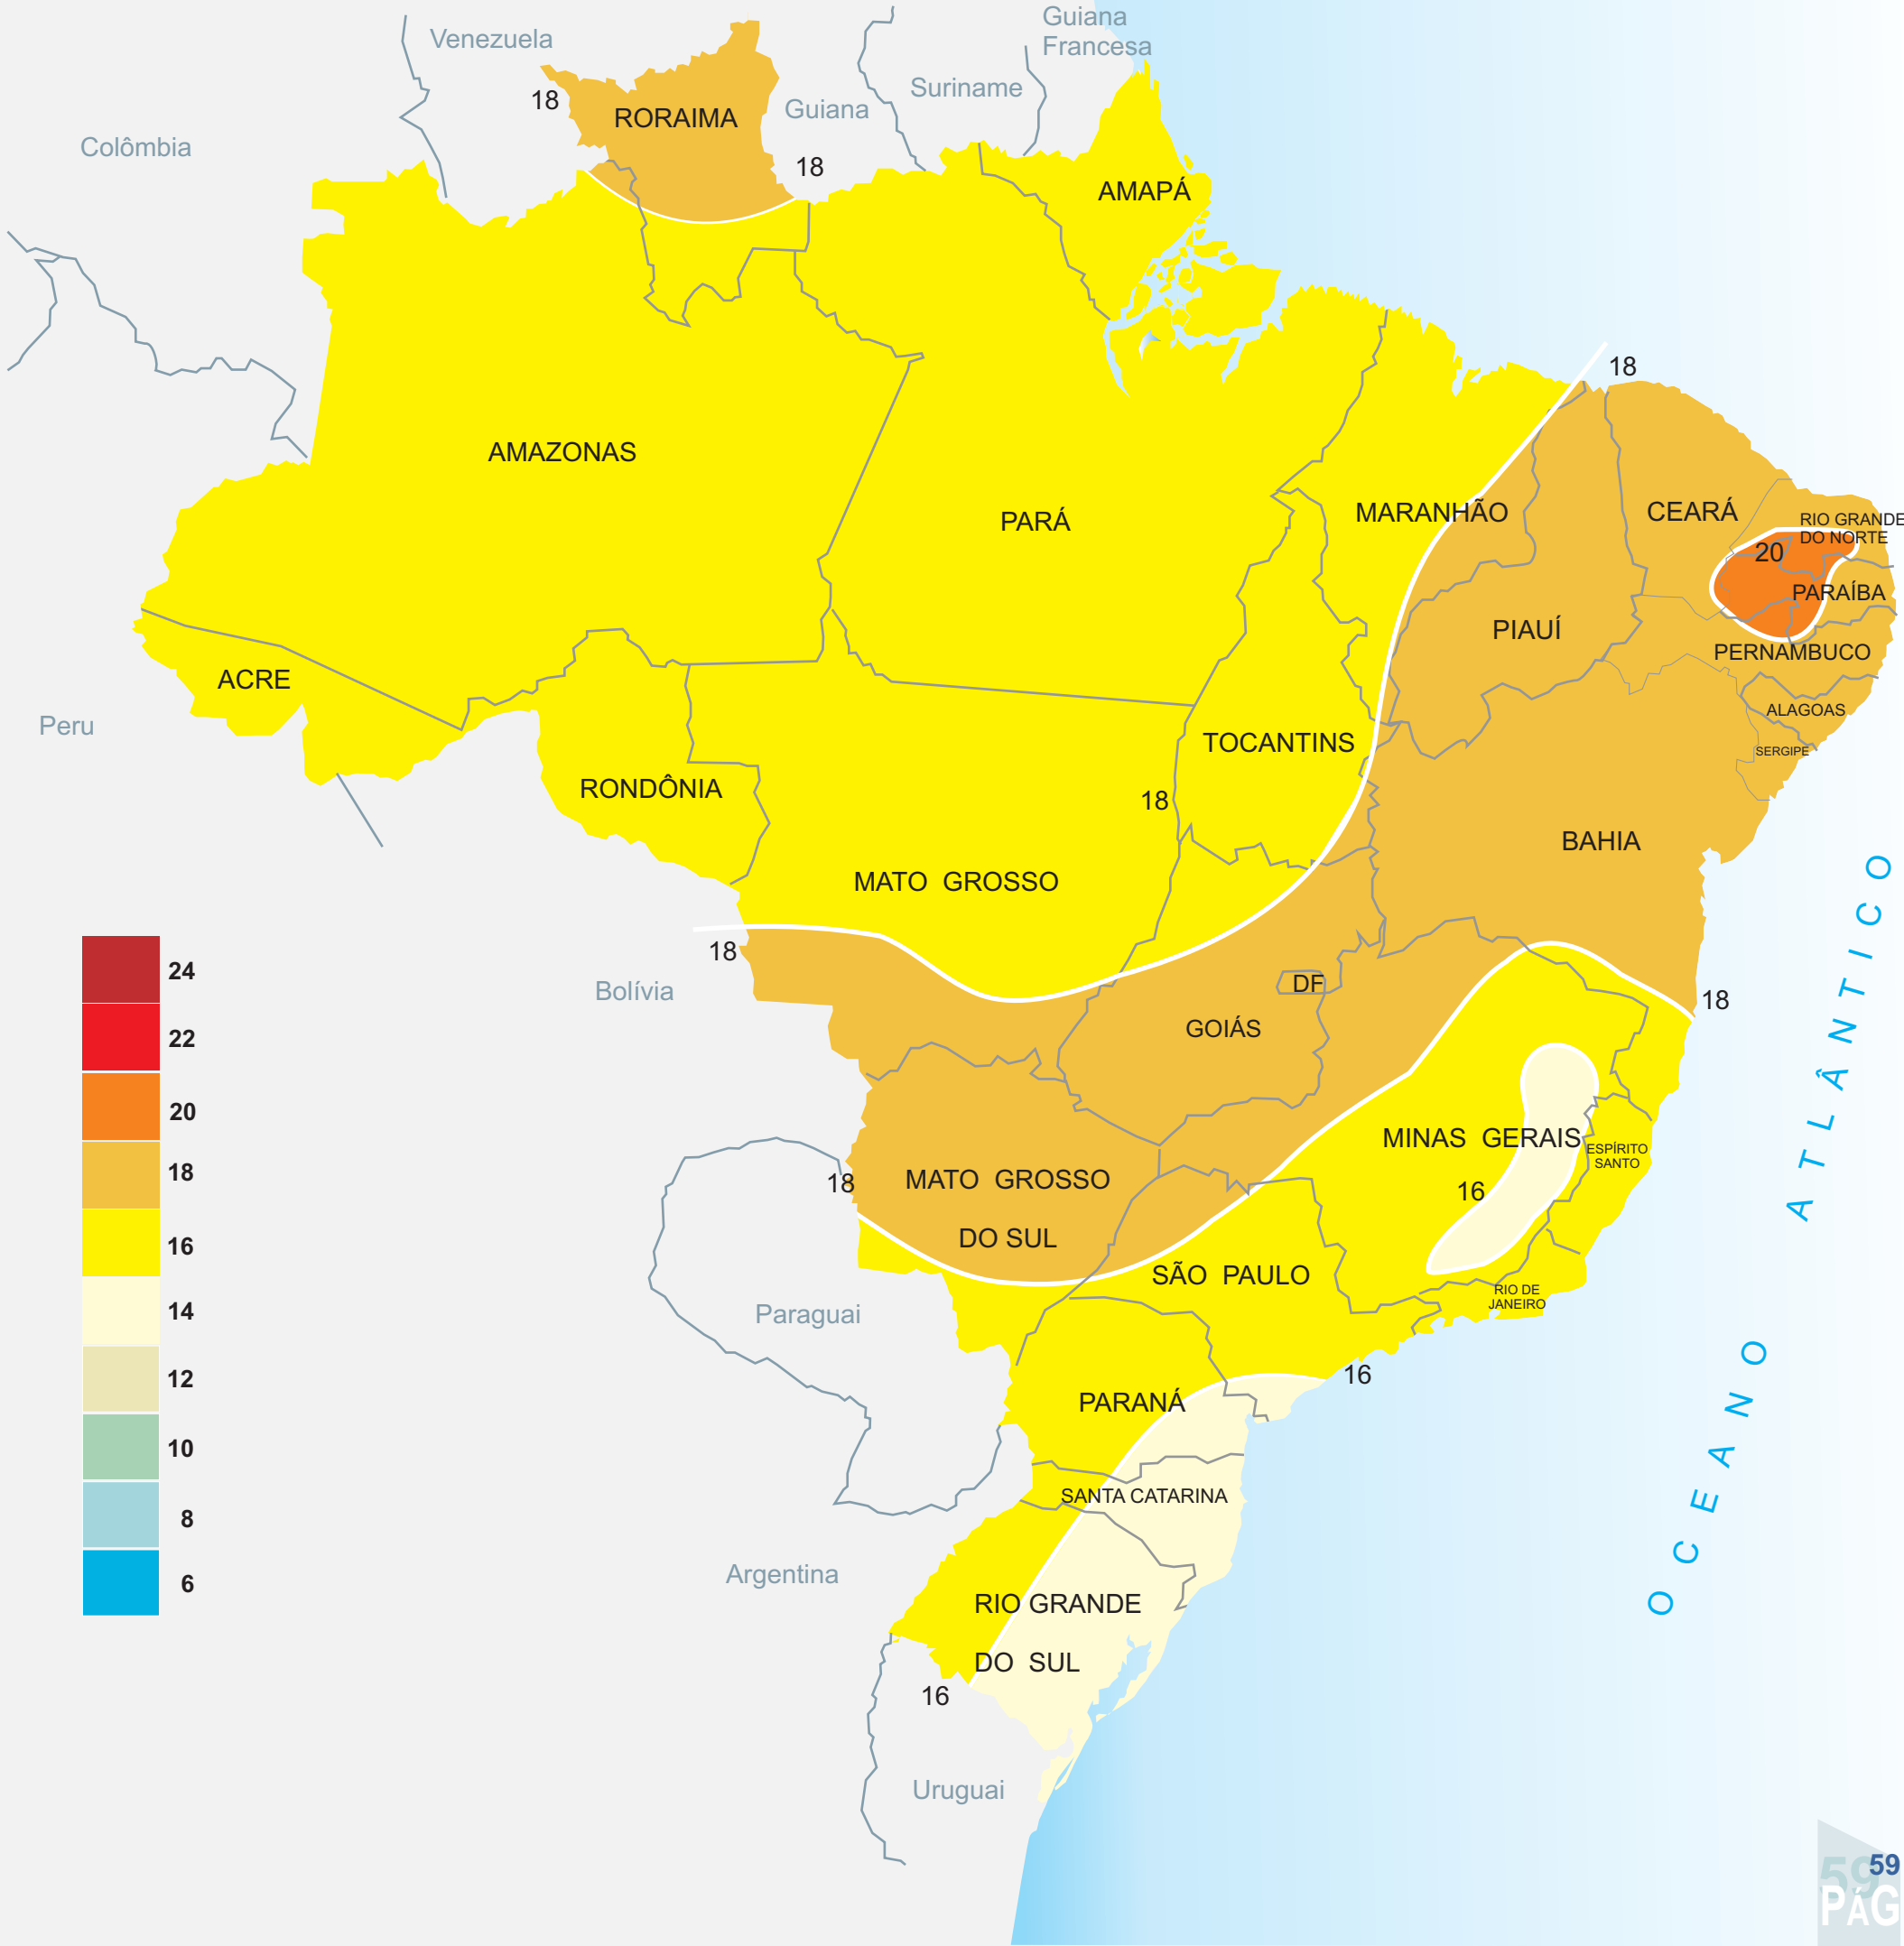 Guiana
Francesa
Venezuela
Suriname
18
RORAIMA
Guiana
Colômbia
18
AMAPÁ
18
AMAZONAS
MARANHÃO
CEARÁ
PARÁ
RIO GRANDE
DO NORTE
20
PARAÍBA
PIAUÍ
PERNAMBUCO
ACRE
ALAGOAS
Peru
TOCANTINS
SERGIPE
RONDÔNIA
18
BAHIA
MATO GROSSO
18
DF
Bolívia
18
GOIÁS
MINAS GERAIS
ESPÍRITO
SANTO
MATO GROSSO
DO SUL
18
16
SÃO PAULO
RIO DE
JANEIRO
Paraguai
16
PARANÁ
SANTA CATARINA
Argentina
RIO GRANDE
DO SUL
16
Uruguai
OCEANO ATLÂNTICO
24
22
20
18
16
14
12
10
8
6
59
59
PÁG